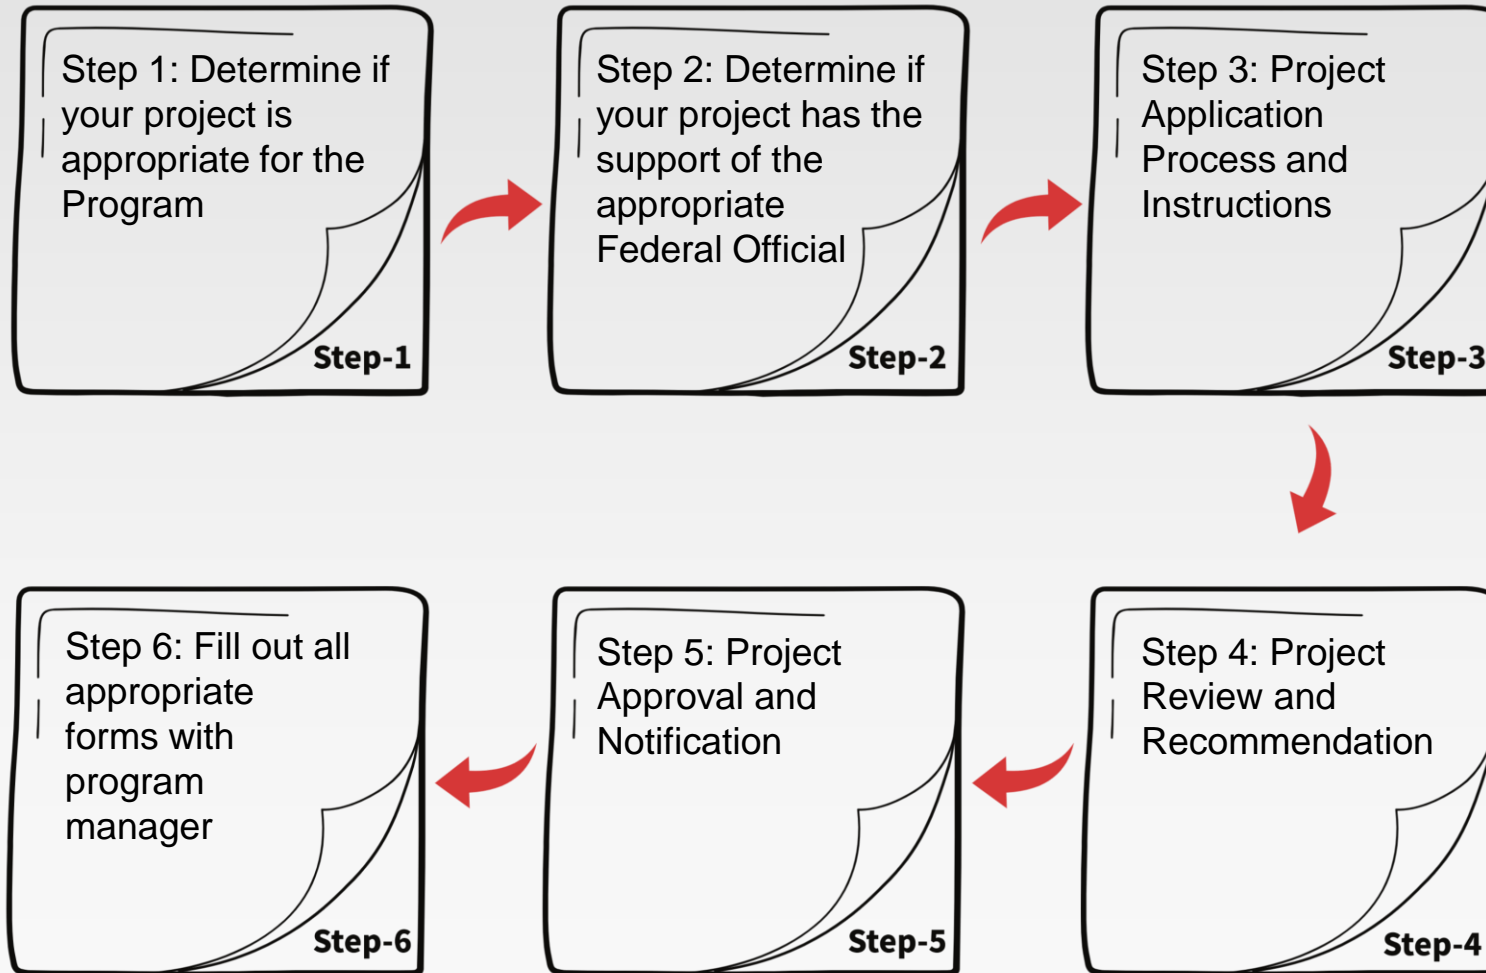 Step 1: Determine if
your project is
appropriate for the
Program
Step-1
Step 2: Determine if
your project has the
support of the
appropriate
Federal Official
Step-2
Step 3: Project
Application
Process and
Instructions
Step-3
Step 4: Project
Review and
Recommendation
Step-4
Step 5: Project
Approval and
Notification
Step-5
Step 6: Fill out all
appropriate
forms with
program
manager
Step-6